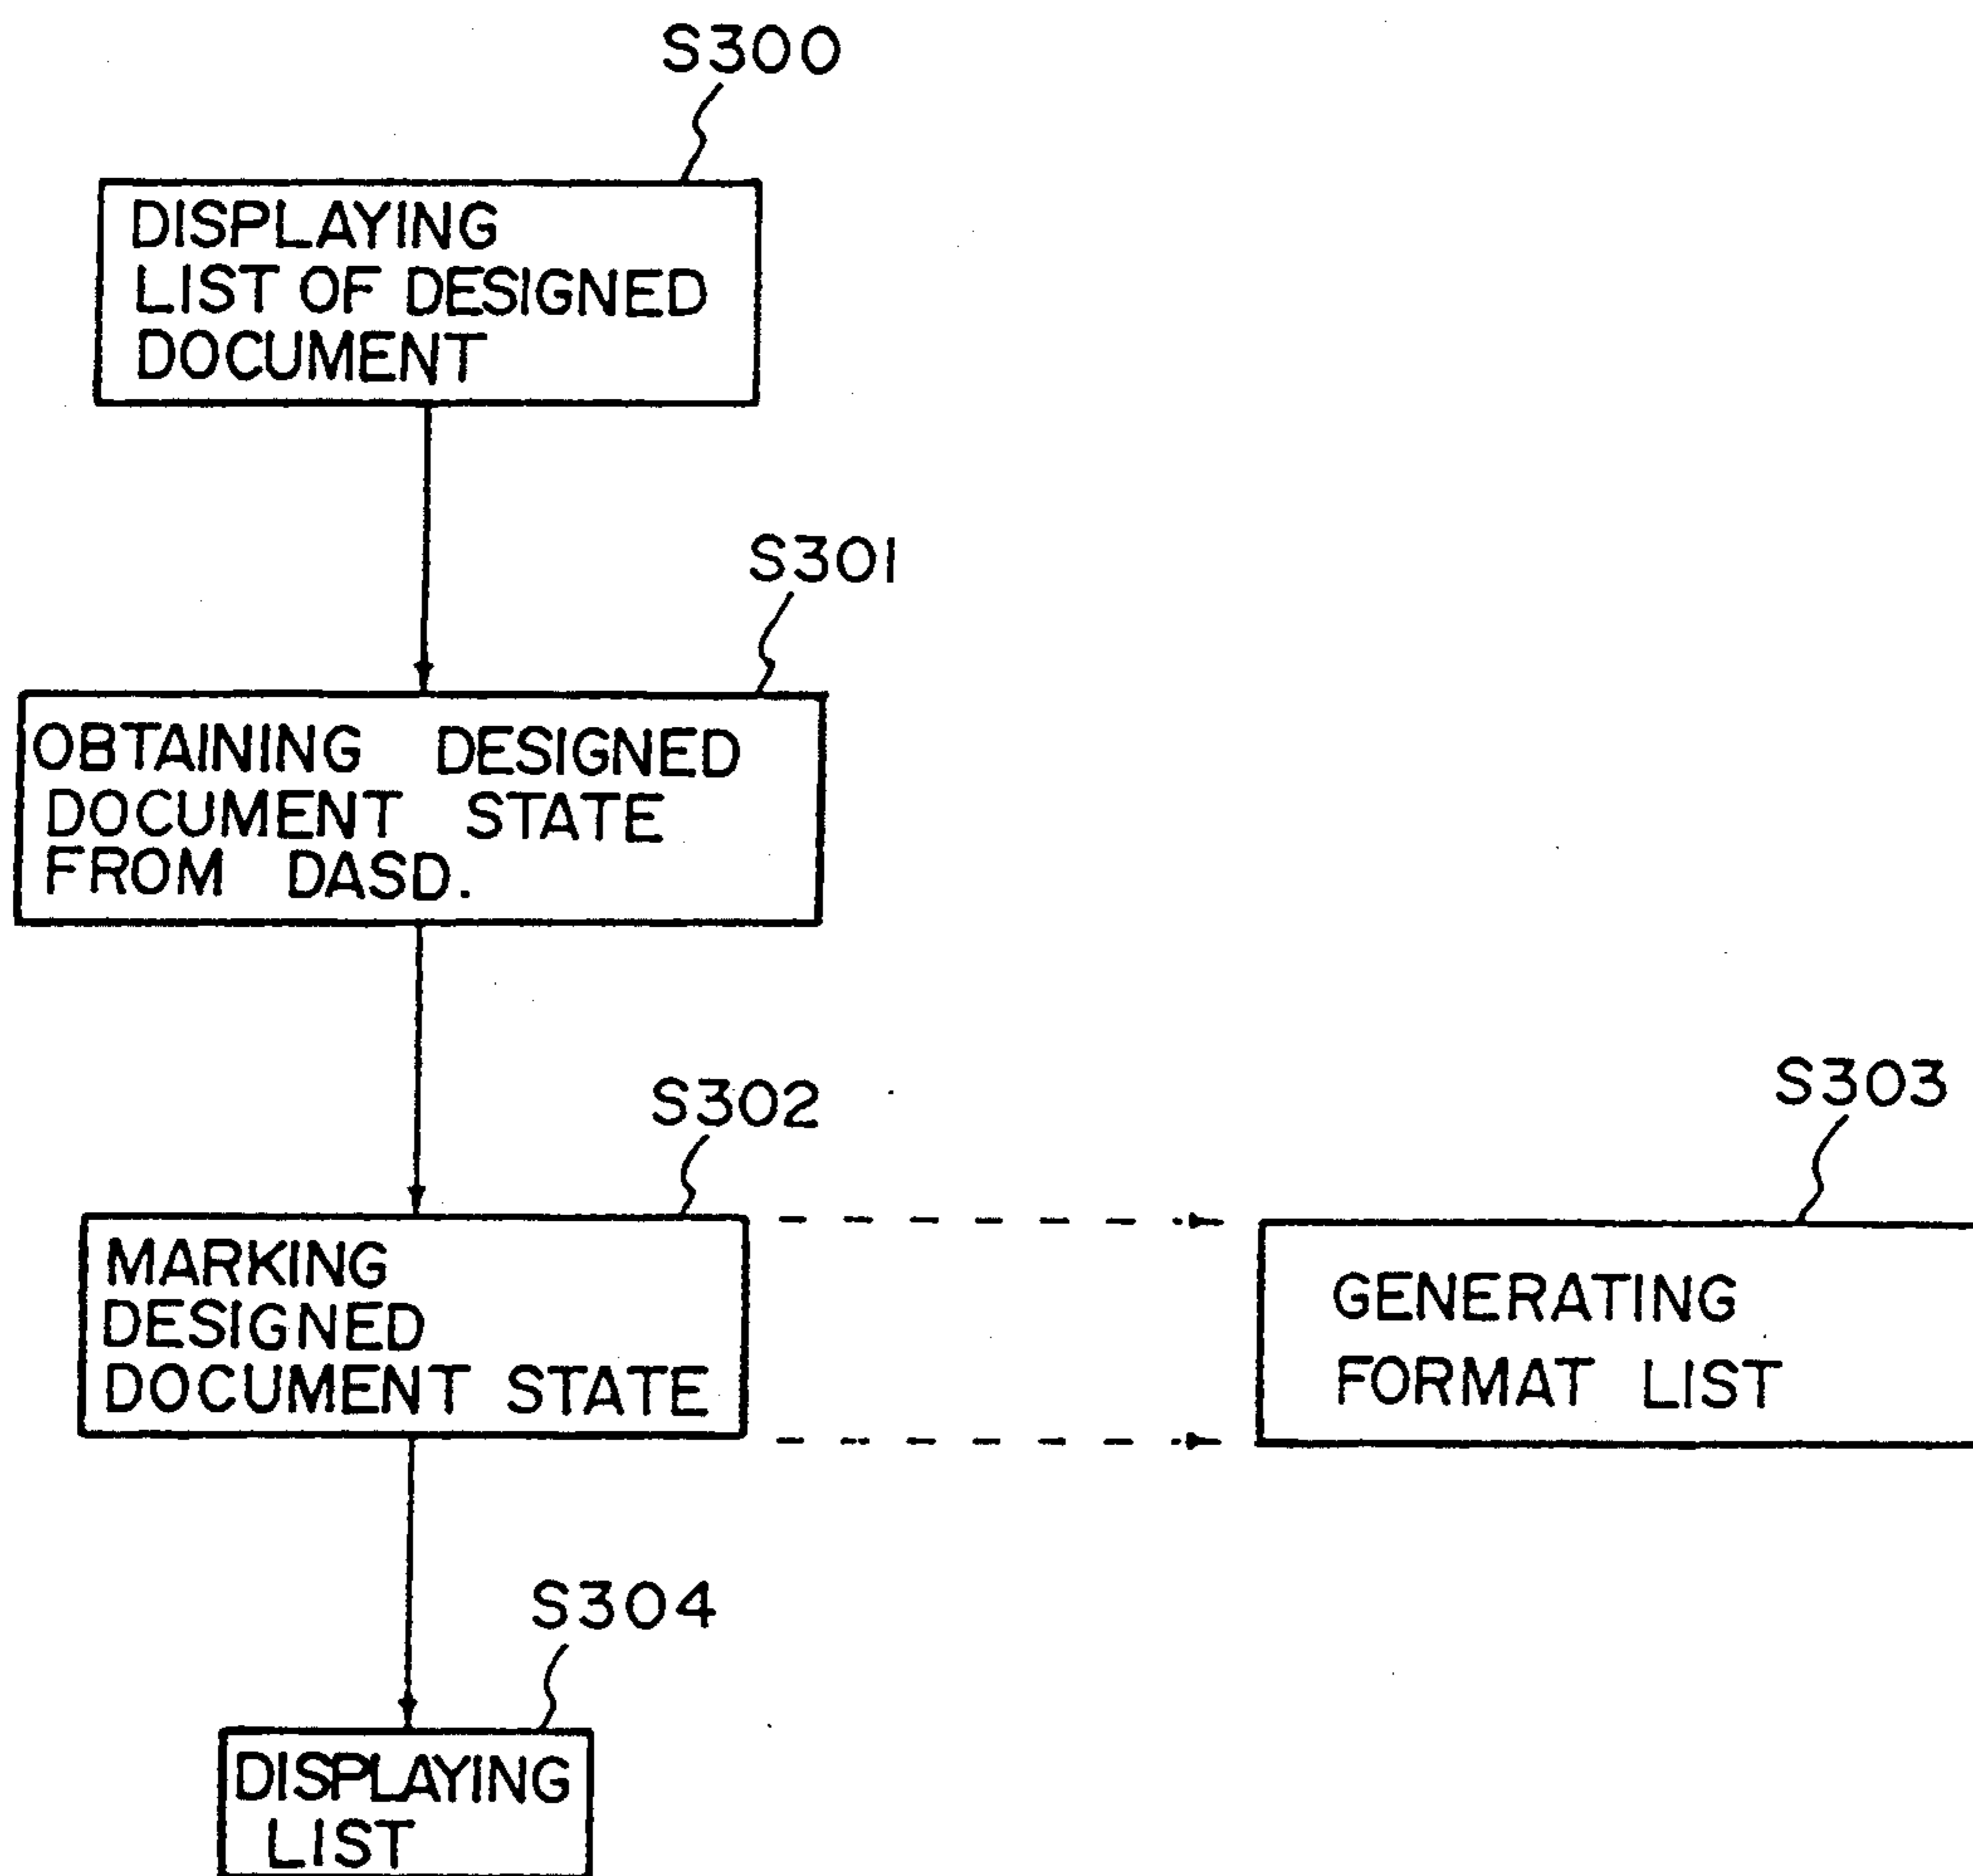 S300
DISPLAYING
LIST OF DESIGNED
DOCUMENT
S301
OBTAINING DESIGNED
DOCUMENT STATE
FROM DASD.
S302
MARKING
DESIGNED
DOCUMENT STATE
S303
GENERATING
FORMAT LIST
S304
DISPLAYING
LIST